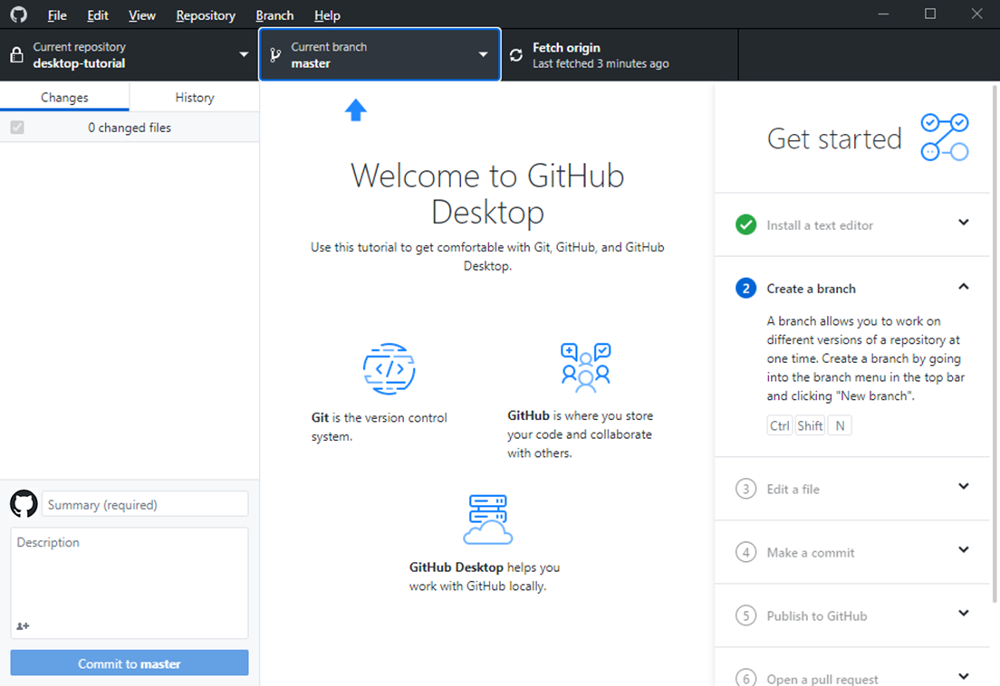 File Edit View Repository Branch Help
Current repository
desktop-tutorial
Current branch
master
Fetch origin
Last fetched 3 minutes ago
Changes History
0 changed files
Summary (required)
Description
Commit to master
Welcome to GitHub
Desktop
Use this tutorial to get comfortable with Git, GitHub, and GitHub
Desktop.
Git is the version control
system.
GitHub is where you store
your code and collaborate
with others.
GitHub Desktop helps you
work with GitHub locally.
Get started
Install a text editor
2 Create a branch
A branch allows you to work on
different versions of a repository at
one time. Create a branch by going
into the branch menu in the top bar
and clicking "New branch".
Ctrl Shift N
3 Edit a file
4 Make a commit
5 Publish to GitHub
6 Open a pull request